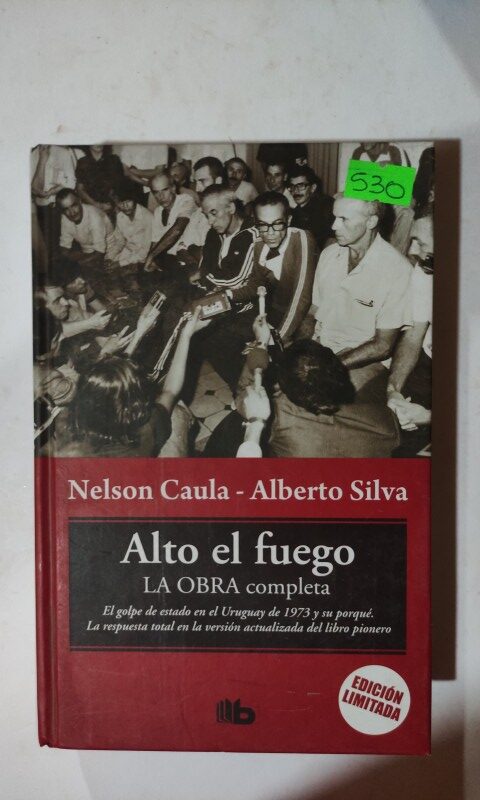 530
Nelson Caula - Alberto Silva
Alto el fuego
LA OBRA completa
El golpe de estado en el Uruguay de 1973 y su porqué.
La respuesta total en la versión actualizada del libro pionero
EDICIÓN
LIMITADA
b